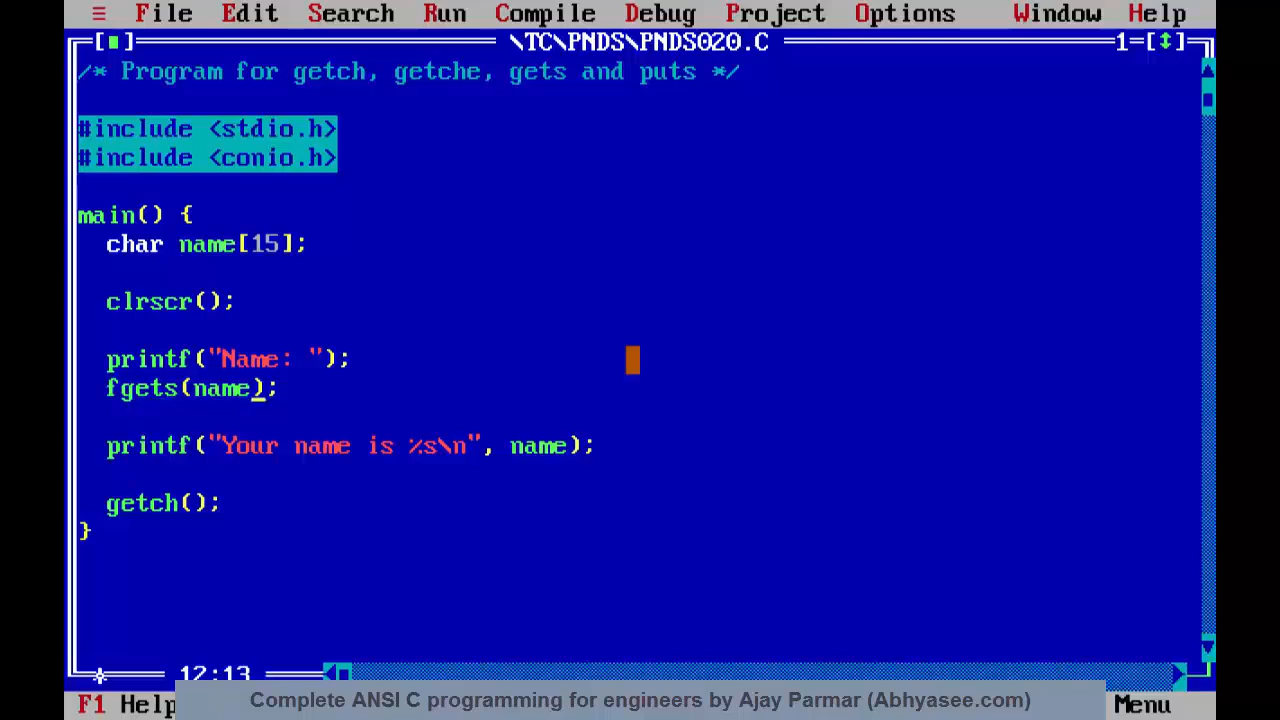 ≡ File Edit Search Run Compile Debug Project Options Window Help
[■] \TC\PNDS\PNDS020.C 1=[↕]
/* Program for getch, getche, gets and puts */
#include <stdio.h>
#include <conio.h>
main() {
char name[15];
clrscr();
printf("Name: ");
fgets(name);
printf("Your name is %s\n", name);
getch();
}
12:13
F1 Help Menu
Complete ANSI C programming for engineers by Ajay Parmar (Abhyasee.com)